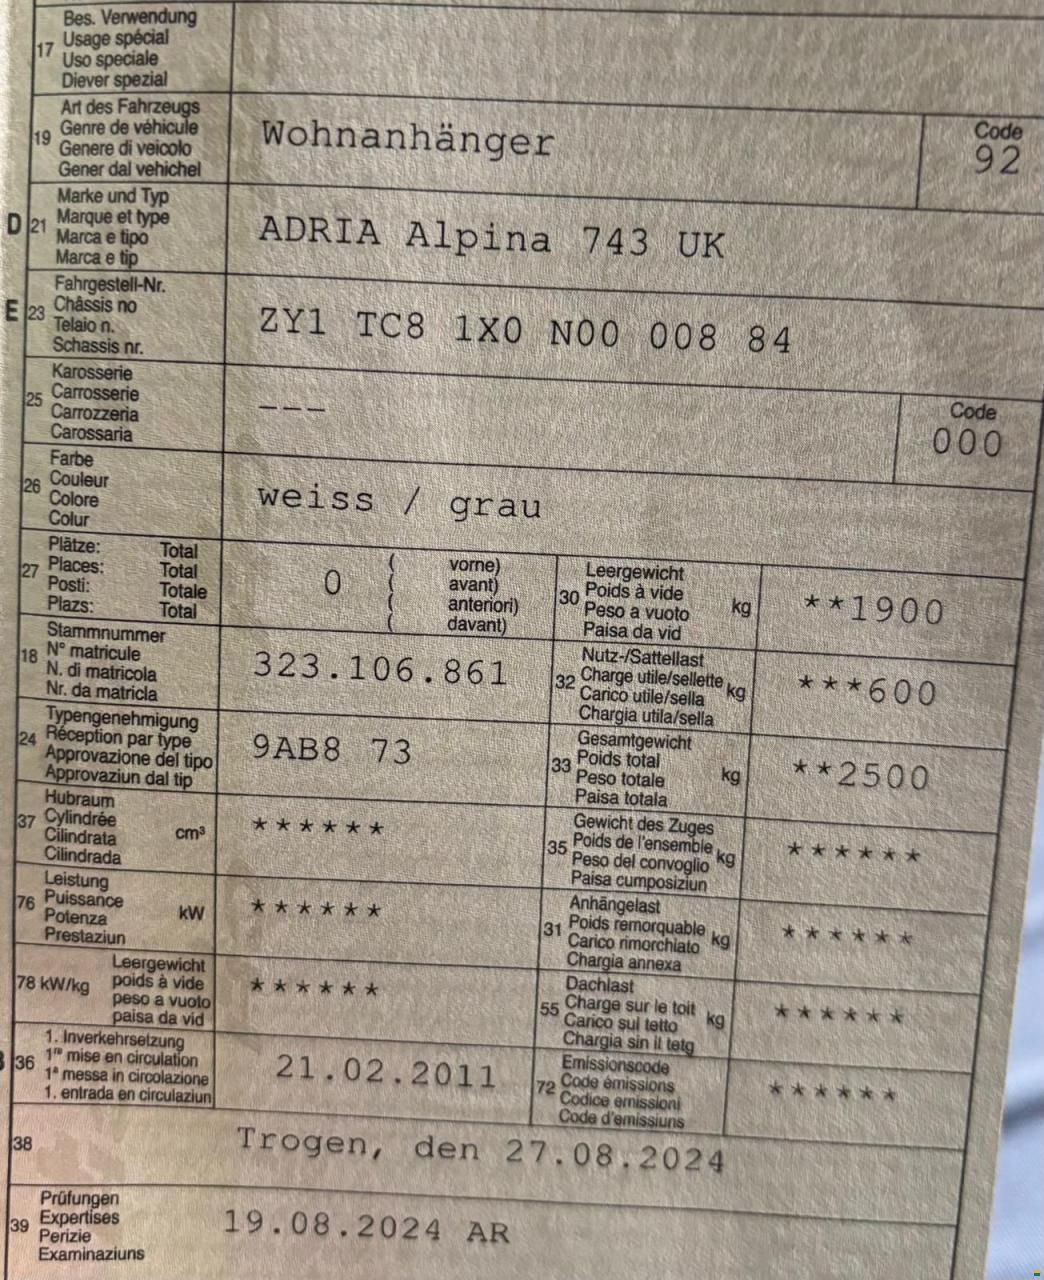 17 Bes. Verwendung
Usage spécial
Uso speciale
Diever spezial
19 Art des Fahrzeugs
Genre de véhicule
Genere di veicolo
Gener dal vehichel
Wohnanhänger
Code
92
D 21 Marke und Typ
Marque et type
Marca e tipo
Marca e tip
ADRIA Alpina 743 UK
E 23 Fahrgestell-Nr.
Châssis no
Telaio n.
Schassis nr.
ZY1 TC8 1X0 N00 008 84
25 Karosserie
Carrosserie
Carrozzeria
Carossaria
---
Code
000
26 Farbe
Couleur
Colore
Colur
weiss / grau
27 Plätze: Total
Places: Total
Posti: Totale
Plazs: Total
0
( vorne)
( avant)
( anteriori)
( davant)
30 Leergewicht
Poids à vide
Peso a vuoto kg
Paisa da vid
**1900
18 Stammnummer
N° matricule
N. di matricola
Nr. da matricla
323.106.861
32 Nutz-/Sattellast
Charge utile/sellette kg
Carico utile/sella
Chargia utila/sella
***600
24 Typengenehmigung
Réception par type
Approvazione del tipo
Approvaziun dal tip
9AB8 73
33 Gesamtgewicht
Poids total
Peso totale kg
Paisa totala
**2500
37 Hubraum
Cylindrée
Cilindrata cm³
Cilindrada
******
35 Gewicht des Zuges
Poids de l'ensemble kg
Peso del convoglio
Paisa cumposiziun
******
76 Leistung
Puissance
Potenza kW
Prestaziun
******
31 Anhängelast
Poids remorquable kg
Carico rimorchiato
Chargia annexa
******
78 kW/kg Leergewicht
poids à vide
peso a vuoto
paisa da vid
******
55 Dachlast
Charge sur le toit kg
Carico sul tetto
Chargia sin il tetg
******
36 1. Inverkehrsetzung
1re mise en circulation
1a messa in circolazione
1. entrada en circulaziun
21.02.2011
72 Emissionscode
Code émissions
Codice emissioni
Code d'emissiuns
******
38 Trogen, den 27.08.2024
39 Prüfungen
Expertises
Perizie
Examinaziuns
19.08.2024 AR